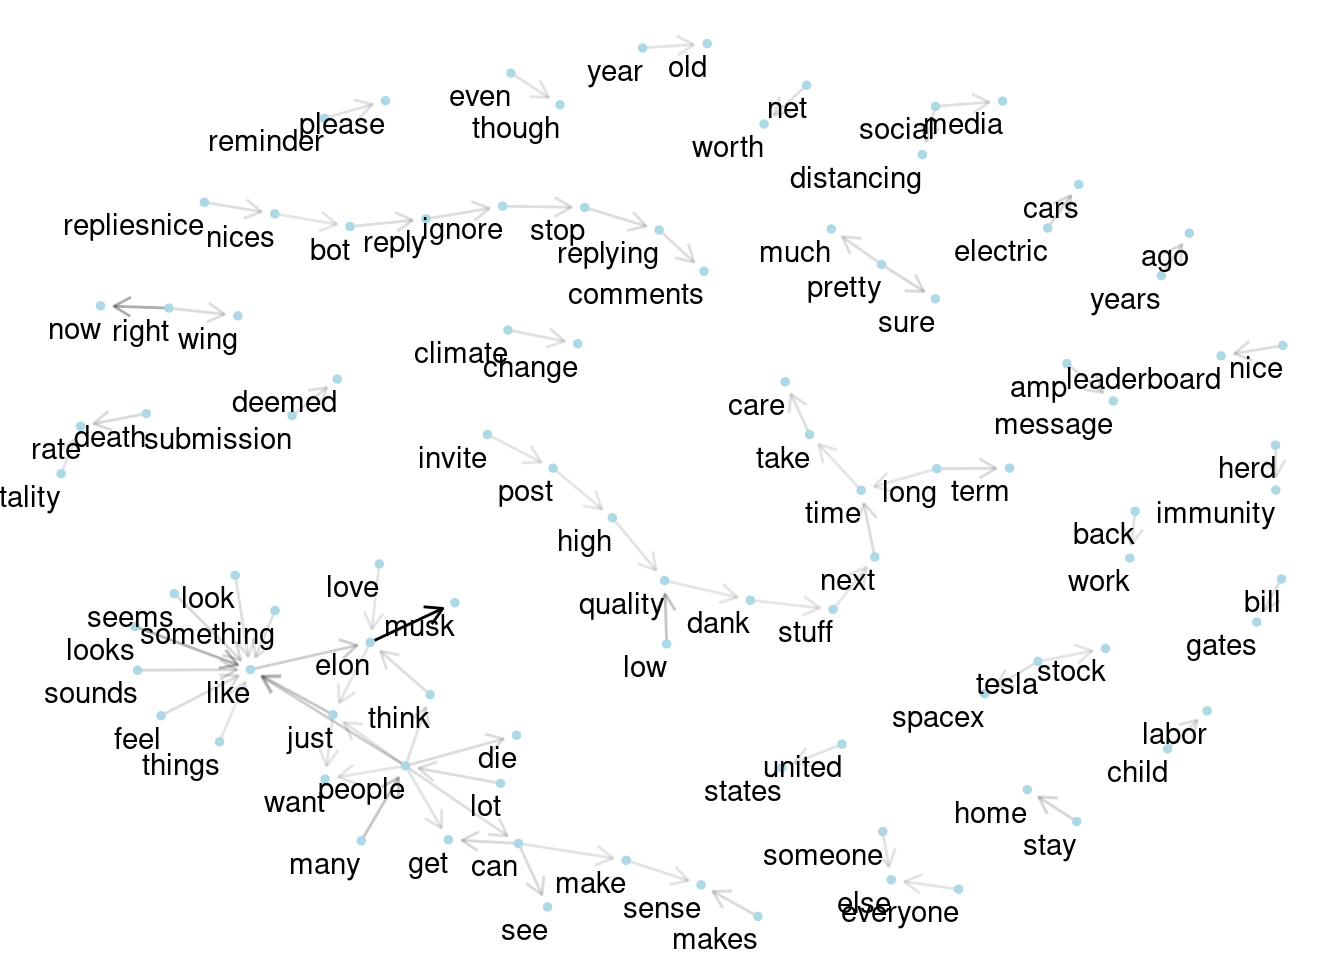 year
old
even
though
net
worth
reminder
please
social
media
distancing
cars
electric
repliesnice
nices
bot
reply
ignore
stop
replying
comments
much
pretty
sure
ago
years
now
right
wing
climate
change
amp
leaderboard
nice
message
deemed
submission
rate
death
tality
care
take
time
long
term
invite
post
high
quality
low
dank
stuff
next
herd
immunity
back
work
bill
gates
love
musk
elon
look
seems
something
looks
sounds
like
feel
things
just
think
want
people
die
lot
many
get
can
see
make
sense
makes
tesla
stock
spacex
labor
child
united
states
home
stay
someone
else
everyone